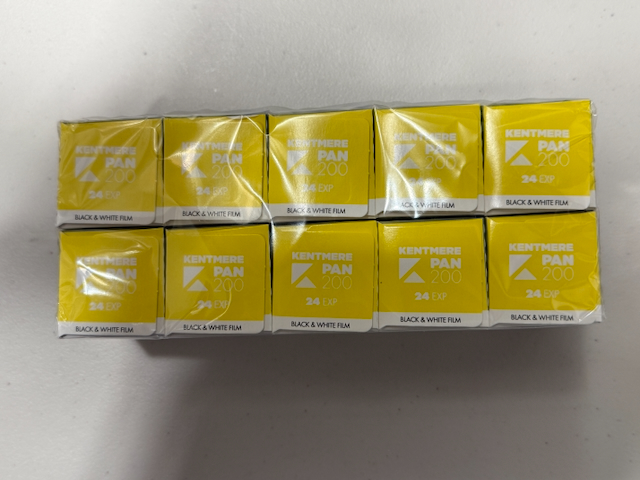 KENTMERE
PAN
200
24 EXP
BLACK & WHITE FILM
KENTMERE
PAN
200
24 EXP
BLACK & WHITE FILM
KENTMERE
PAN
200
24 EXP
BLACK & WHITE FILM
KENTMERE
PAN
200
24 EXP
BLACK & WHITE FILM
KENTMERE
PAN
200
24 EXP
BLACK & WHITE FILM
KENTMERE
PAN
200
24 EXP
BLACK & WHITE FILM
KENTMERE
PAN
200
24 EXP
BLACK & WHITE FILM
KENTMERE
PAN
200
24 EXP
BLACK & WHITE FILM
KENTMERE
PAN
200
24 EXP
BLACK & WHITE FILM
KENTMERE
PAN
200
24 EXP
BLACK & WHITE FILM